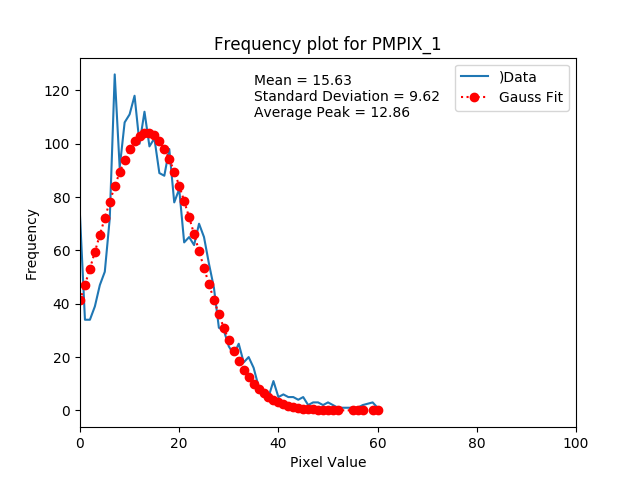 Frequency plot for PMPIX_1
Mean = 15.63
Standard Deviation = 9.62
Average Peak = 12.86
)Data
Gauss Fit
Frequency
120
100
80
60
40
20
0
0 20 40 60 80 100
Pixel Value